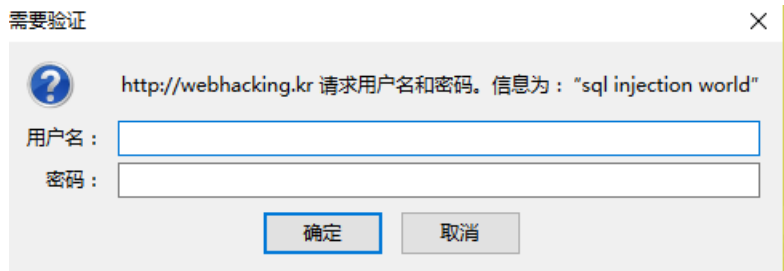 需要验证
http://webhacking.kr 请求用户名和密码。信息为： “sql injection world”
用户名：
密码：
确定 取消